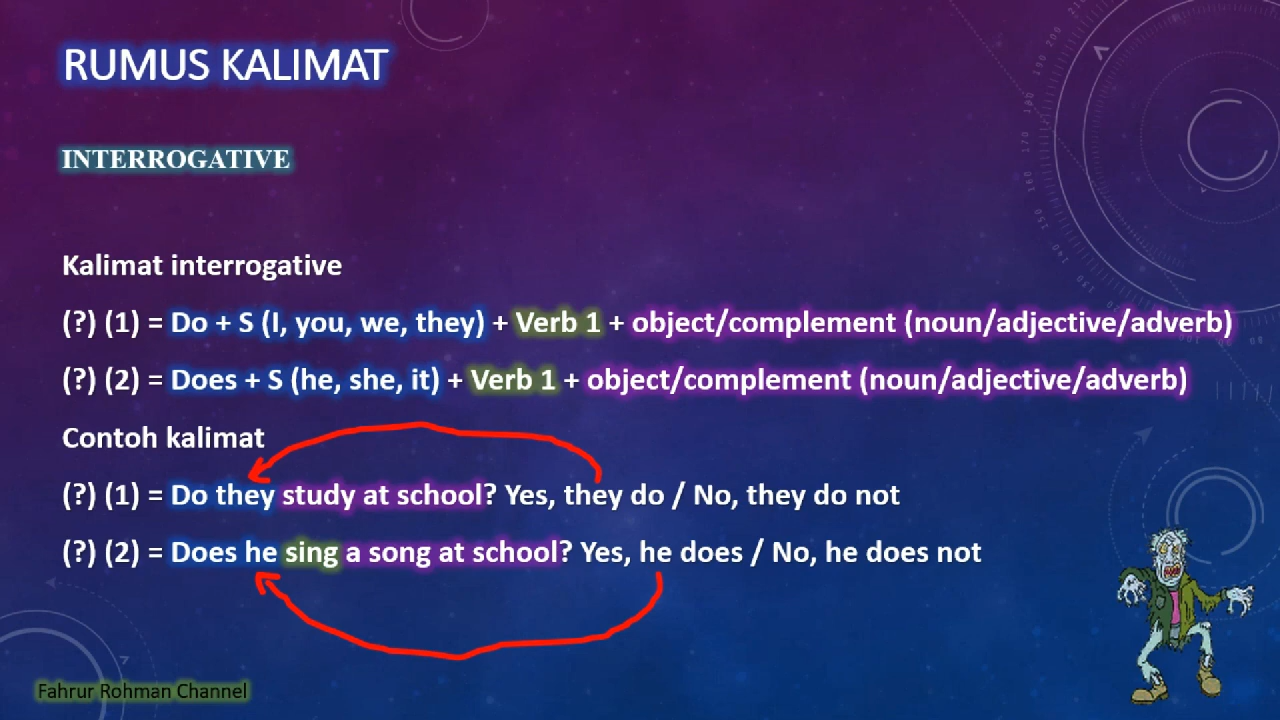 RUMUS KALIMAT
INTERROGATIVE
Kalimat interrogative
(?) (1) = Do + S (I, you, we, they) + Verb 1 + object/complement (noun/adjective/adverb)
(?) (2) = Does + S (he, she, it) + Verb 1 + object/complement (noun/adjective/adverb)
Contoh kalimat
(?) (1) = Do they study at school? Yes, they do / No, they do not
(?) (2) = Does he sing a song at school? Yes, he does / No, he does not
Fahrur Rohman Channel